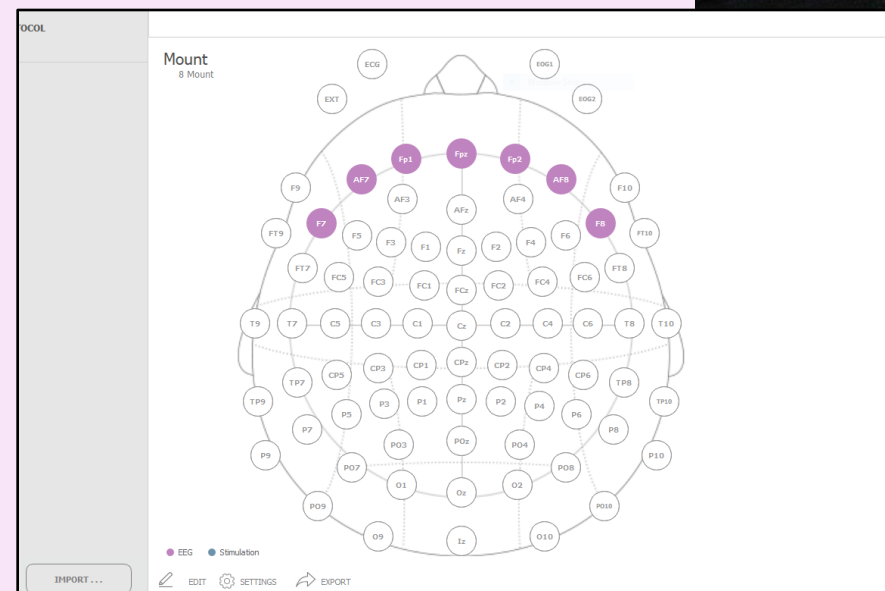 OCOL
Mount
8 Mount
ECG
EOG1
EXT
EOG2
Fp1 Fpz Fp2
AF7 AF8
F9 AF3 AFz AF4 F10
F7 F8
FT9 F5 F3 F1 Fz F2 F4 F6 FT10
FT7 FC5 FC3 FC1 FCz FC2 FC4 FC6 FT8
T9 T7 C5 C3 C1 Cz C2 C4 C6 T8 T10
TP7 CP5 CP3 CP1 CPz CP2 CP4 CP6 TP8
TP9 P5 P3 P1 Pz P2 P4 P6 TP10
P7 P8
P9 PO3 POz PO4 P10
PO7 PO8
O1 Oz O2
PO9 PO10
O9 Iz O10
EEG Stimulation
IMPORT ... EDIT SETTINGS EXPORT